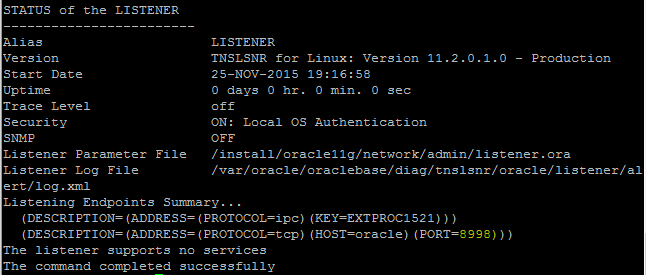 STATUS of the LISTENER
------------------------
Alias                     LISTENER
Version                   TNSLSNR for Linux: Version 11.2.0.1.0 - Production
Start Date                25-NOV-2015 19:16:58
Uptime                    0 days 0 hr. 0 min. 0 sec
Trace Level               off
Security                  ON: Local OS Authentication
SNMP                      OFF
Listener Parameter File   /install/oracle11g/network/admin/listener.ora
Listener Log File         /var/oracle/oraclebase/diag/tnslsnr/oracle/listener/al
ert/log.xml
Listening Endpoints Summary...
  (DESCRIPTION=(ADDRESS=(PROTOCOL=ipc)(KEY=EXTPROC1521)))
  (DESCRIPTION=(ADDRESS=(PROTOCOL=tcp)(HOST=oracle)(PORT=8998)))
The listener supports no services
The command completed successfully